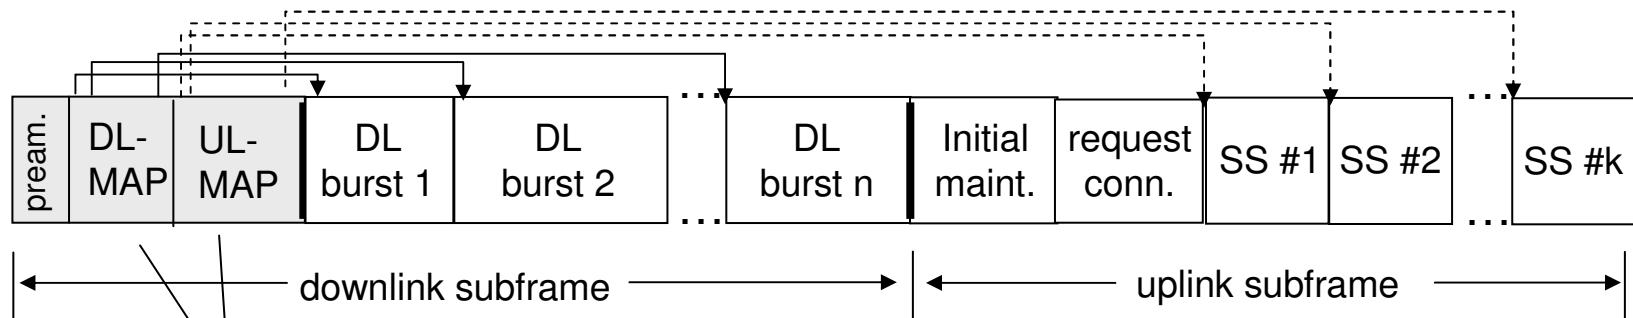 pream.
DL-
MAP
UL-
MAP
DL
burst 1
DL
burst 2
...
...
DL
burst n
Initial
maint.
request
conn.
SS #1
SS #2
...
...
SS #k
downlink subframe
uplink subframe